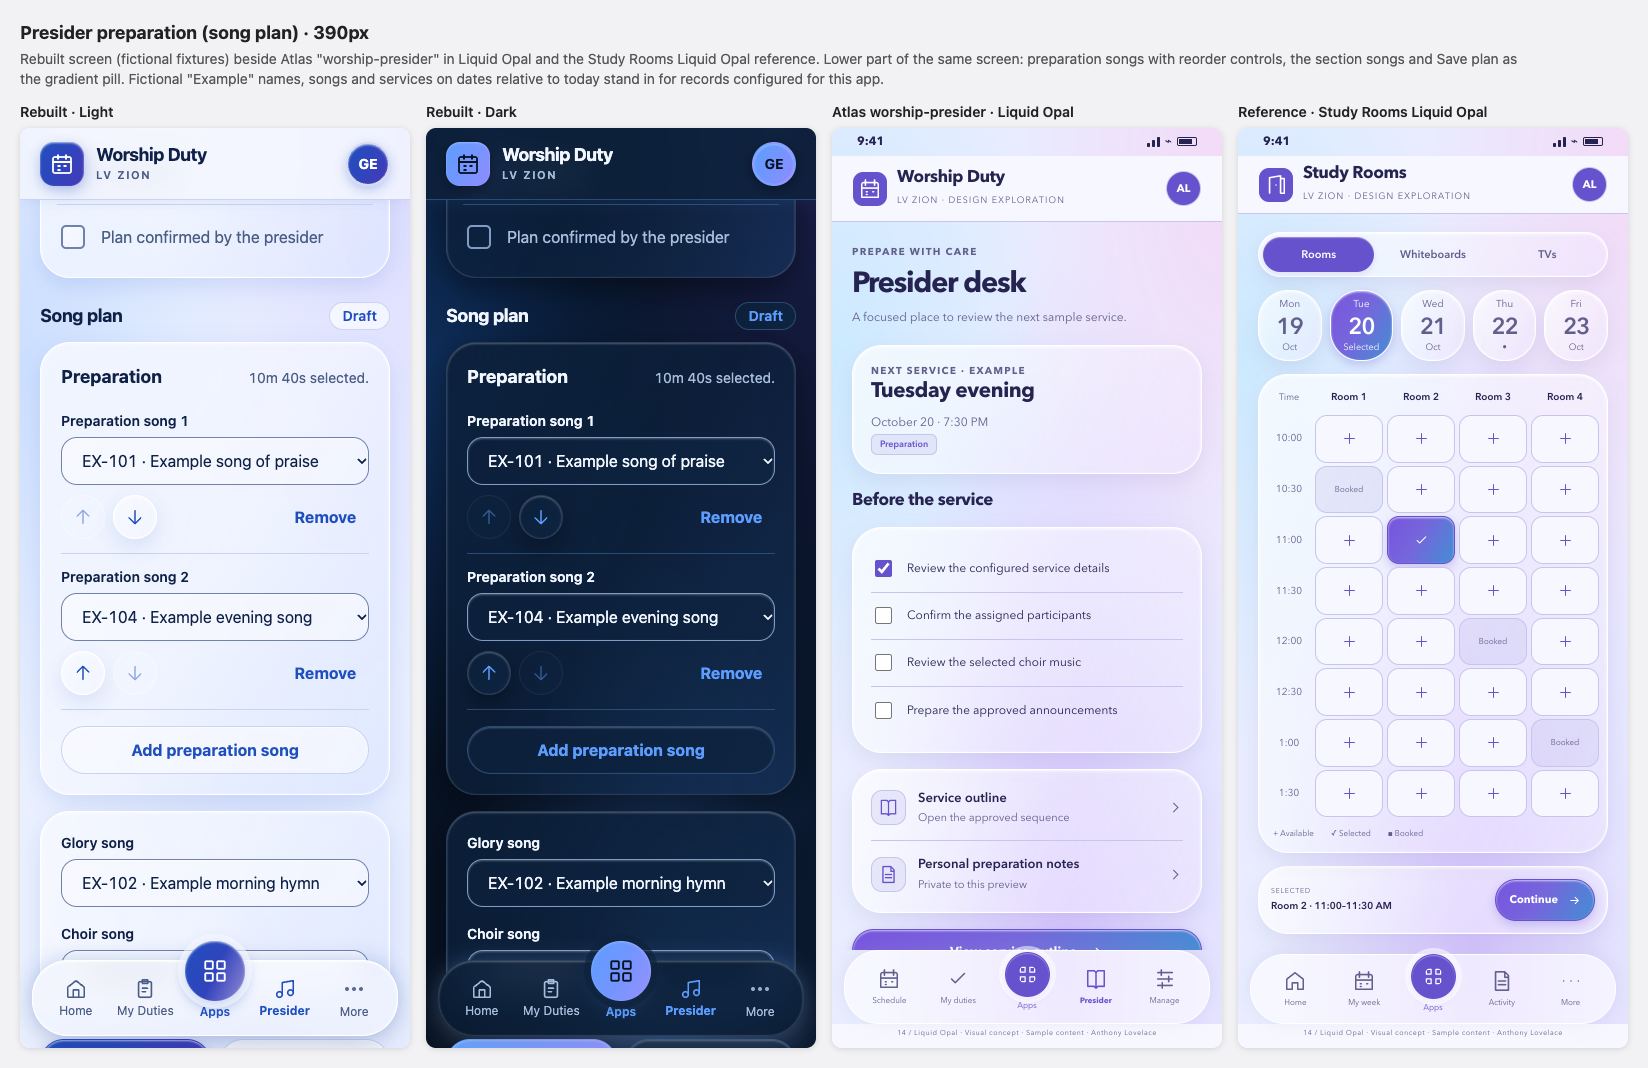 Presider preparation (song plan) · 390px
Rebuilt screen (fictional fixtures) beside Atlas "worship-presider" in Liquid Opal and the Study Rooms Liquid Opal reference. Lower part of the same screen: preparation songs with reorder controls, the section songs and Save plan as
the gradient pill. Fictional "Example" names, songs and services on dates relative to today stand in for records configured for this app.
Rebuilt · Light
Worship Duty
LV ZION
GE
Plan confirmed by the presider
Song plan
Draft
Preparation
10m 40s selected.
Preparation song 1
EX-101 · Example song of praise
Remove
Preparation song 2
EX-104 · Example evening song
Remove
Add preparation song
Glory song
EX-102 · Example morning hymn
Choir song
Home
My Duties
Apps
Presider
More
Rebuilt · Dark
Worship Duty
LV ZION
GE
Plan confirmed by the presider
Song plan
Draft
Preparation
10m 40s selected.
Preparation song 1
EX-101 · Example song of praise
Remove
Preparation song 2
EX-104 · Example evening song
Remove
Add preparation song
Glory song
EX-102 · Example morning hymn
Choir song
Home
My Duties
Apps
Presider
More
Atlas worship-presider · Liquid Opal
9:41
Worship Duty
LV ZION · DESIGN EXPLORATION
AL
PREPARE WITH CARE
Presider desk
A focused place to review the next sample service.
NEXT SERVICE · EXAMPLE
Tuesday evening
October 20 · 7:30 PM
Preparation
Before the service
Review the configured service details
Confirm the assigned participants
Review the selected choir music
Prepare the approved announcements
Service outline
Open the approved sequence
Personal preparation notes
Private to this preview
Schedule
My duties
Apps
Presider
Manage
14 / Liquid Opal · Visual concept · Sample content · Anthony Lovelace
Reference · Study Rooms Liquid Opal
9:41
Study Rooms
LV ZION · DESIGN EXPLORATION
AL
Rooms
Whiteboards
TVs
Mon
19
Oct
Tue
20
Selected
Wed
21
Oct
Thu
22
•
Fri
23
Oct
Time Room 1 Room 2 Room 3 Room 4
10:00 + + + +
10:30 Booked + + +
11:00 + ✓ + +
11:30 + + + +
12:00 + + Booked +
12:30 + + + +
1:00 + + + Booked
1:30 + + + +
+ Available ✓ Selected ■ Booked
SELECTED
Room 2 · 11:00–11:30 AM
Continue →
Home
My week
Apps
Activity
More
14 / Liquid Opal · Visual concept · Sample content · Anthony Lovelace